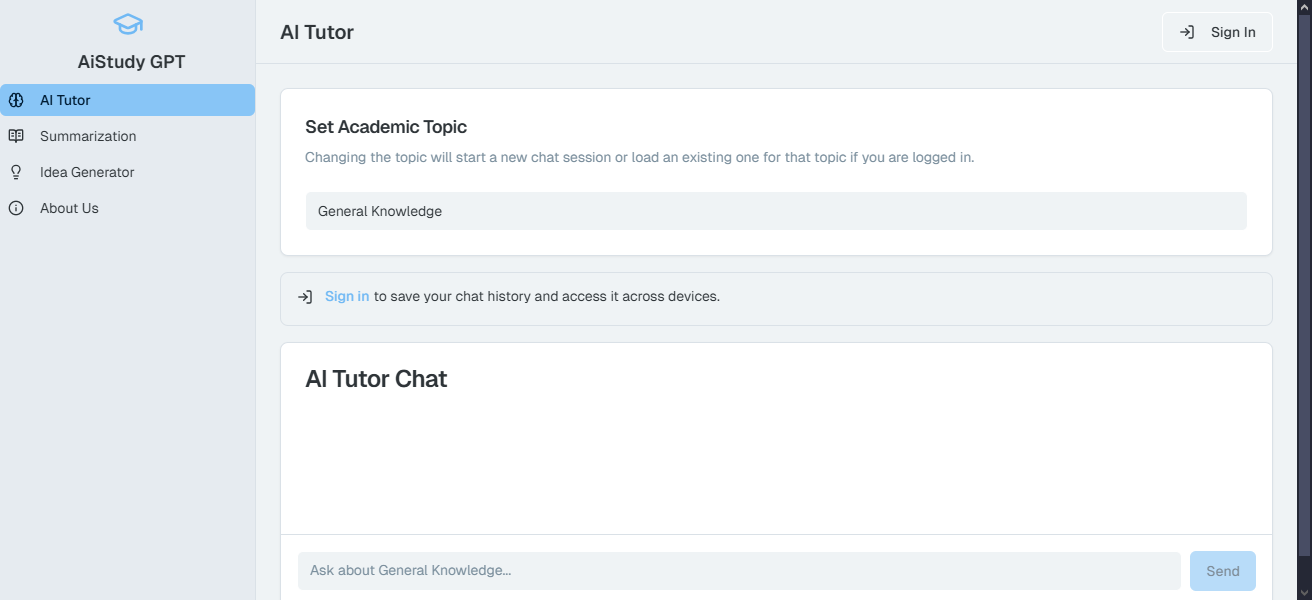 AiStudy GPT
AI Tutor
Summarization
Idea Generator
About Us
AI Tutor
Sign In
Set Academic Topic
Changing the topic will start a new chat session or load an existing one for that topic if you are logged in.
General Knowledge
Sign in to save your chat history and access it across devices.
AI Tutor Chat
Ask about General Knowledge...
Send